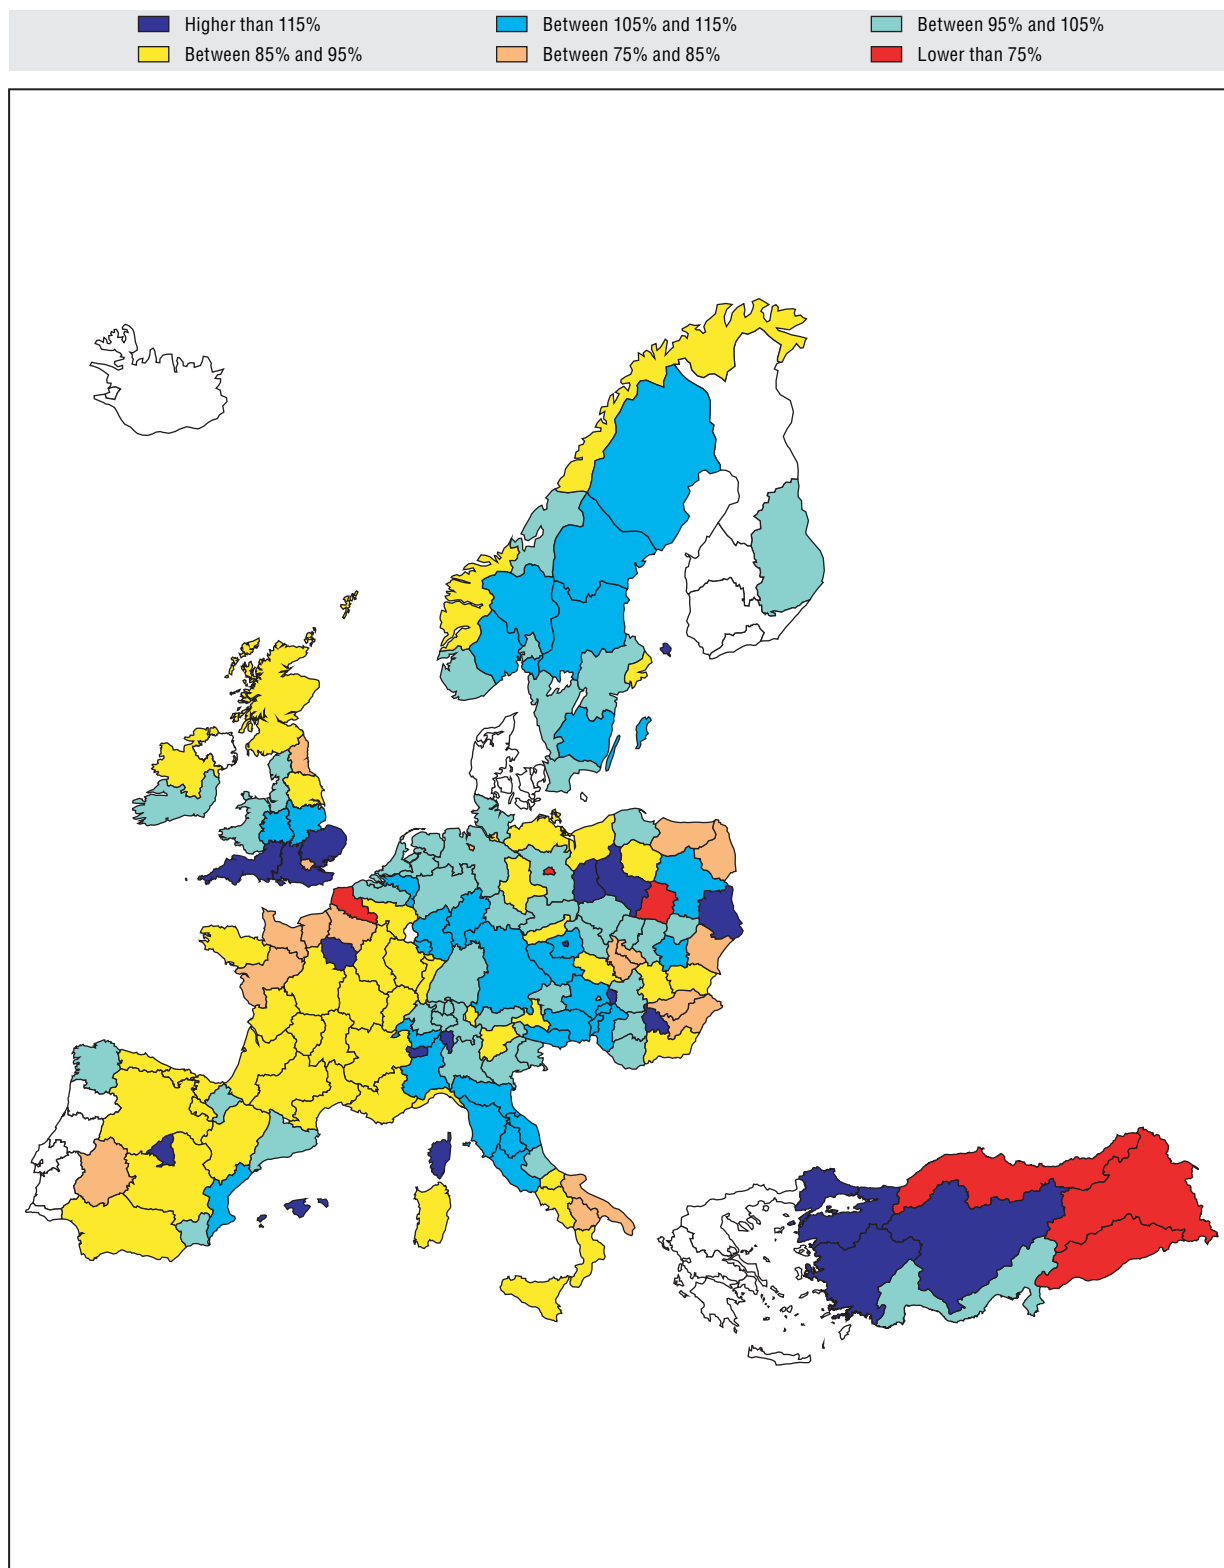 Higher than 115% Between 105% and 115% Between 95% and 105%
Between 85% and 95% Between 75% and 85% Lower than 75%